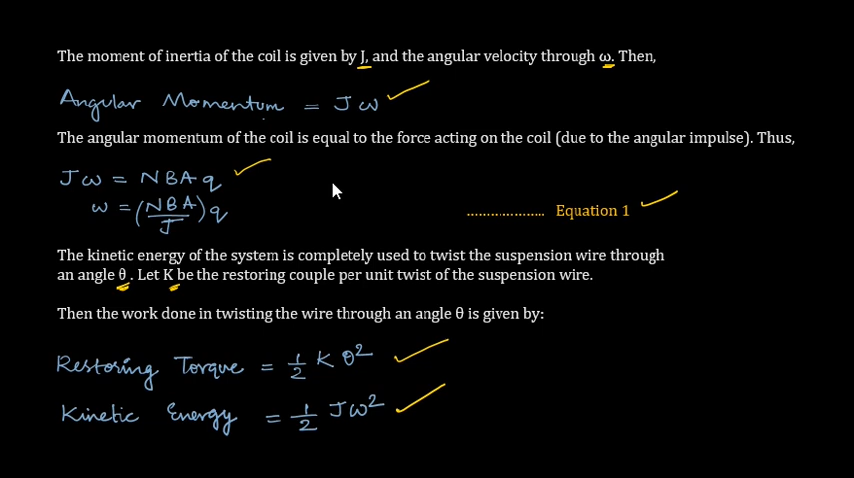 The moment of inertia of the coil is given by J, and the angular velocity through ω. Then,
Angular Momentum = Jω
The angular momentum of the coil is equal to the force acting on the coil (due to the angular impulse). Thus,
Jω = NBAq
ω = (NBA/J)q ..................... Equation 1
The kinetic energy of the system is completely used to twist the suspension wire through
an angle θ . Let K be the restoring couple per unit twist of the suspension wire.
Then the work done in twisting the wire through an angle θ is given by:
Restoring Torque = 1/2 K θ²
Kinetic Energy = 1/2 Jω²